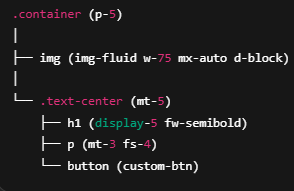 .container (p-5)
│
├── img (img-fluid w-75 mx-auto d-block)
│
└── .text-center (mt-5)
    ├── h1 (display-5 fw-semibold)
    ├── p (mt-3 fs-4)
    └── button (custom-btn)